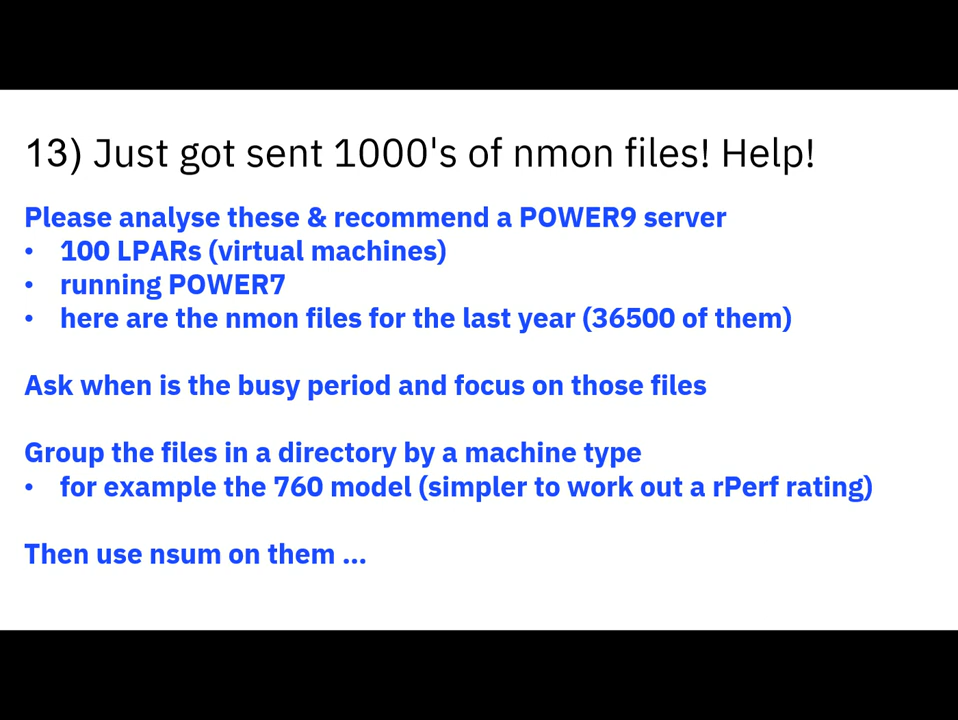 13) Just got sent 1000's of nmon files! Help!
Please analyse these & recommend a POWER9 server
• 100 LPARs (virtual machines)
• running POWER7
• here are the nmon files for the last year (36500 of them)
Ask when is the busy period and focus on those files
Group the files in a directory by a machine type
• for example the 760 model (simpler to work out a rPerf rating)
Then use nsum on them ...